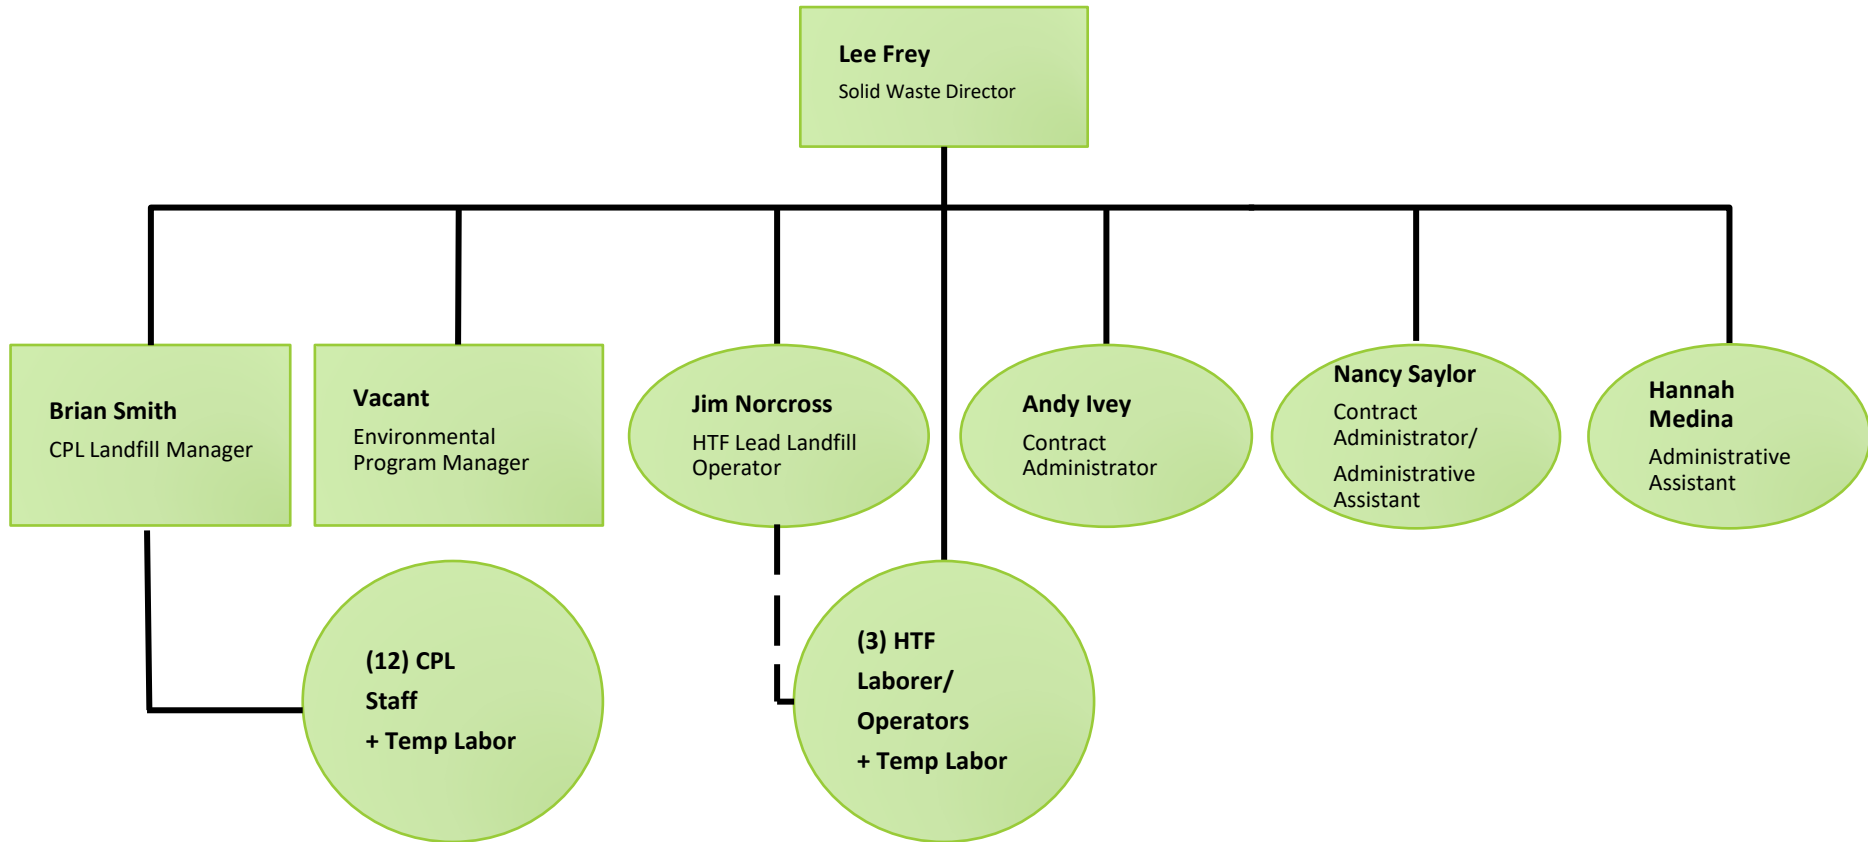 Lee Frey
Solid Waste Director
Brian Smith
CPL Landfill Manager
Vacant
Environmental
Program Manager
Jim Norcross
HTF Lead Landfill
Operator
Andy Ivey
Contract
Administrator
Nancy Saylor
Contract
Administrator/
Administrative
Assistant
Hannah
Medina
Administrative
Assistant
(12) CPL
Staff
+ Temp Labor
(3) HTF
Laborer/
Operators
+ Temp Labor